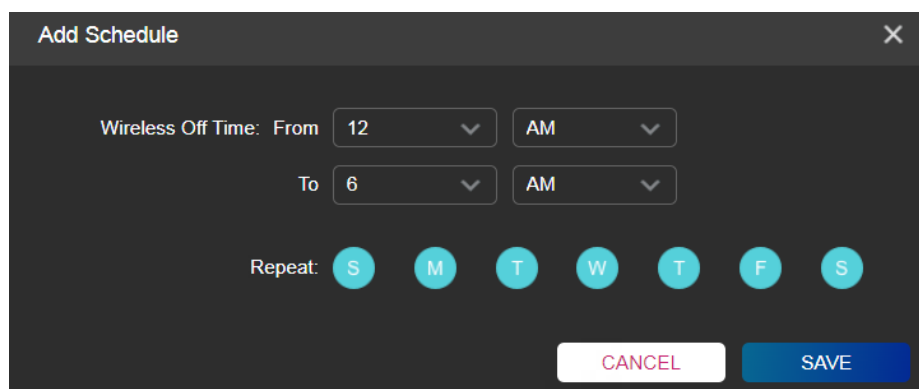 Add Schedule
Wireless Off Time: From 12 AM
To 6 AM
Repeat: S M T W T F S
CANCEL SAVE